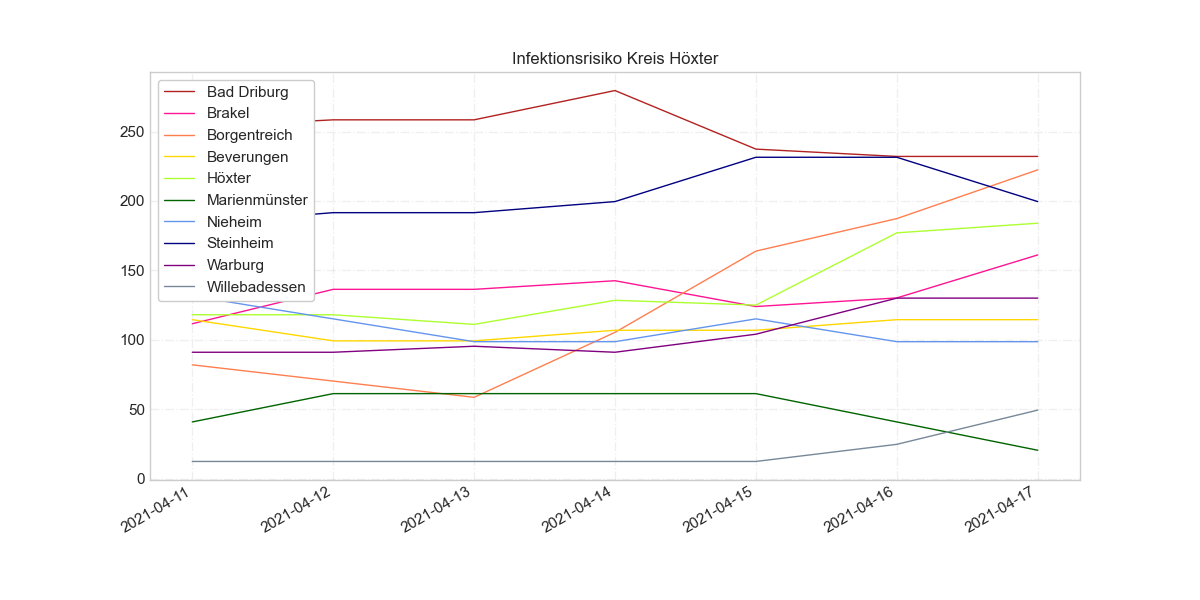 Infektionsrisiko Kreis Höxter
Bad Driburg
Brakel
Borgentreich
Beverungen
Höxter
Marienmünster
Nieheim
Steinheim
Warburg
Willebadessen
250
200
150
100
50
0
2021-04-11
2021-04-12
2021-04-13
2021-04-14
2021-04-15
2021-04-16
2021-04-17